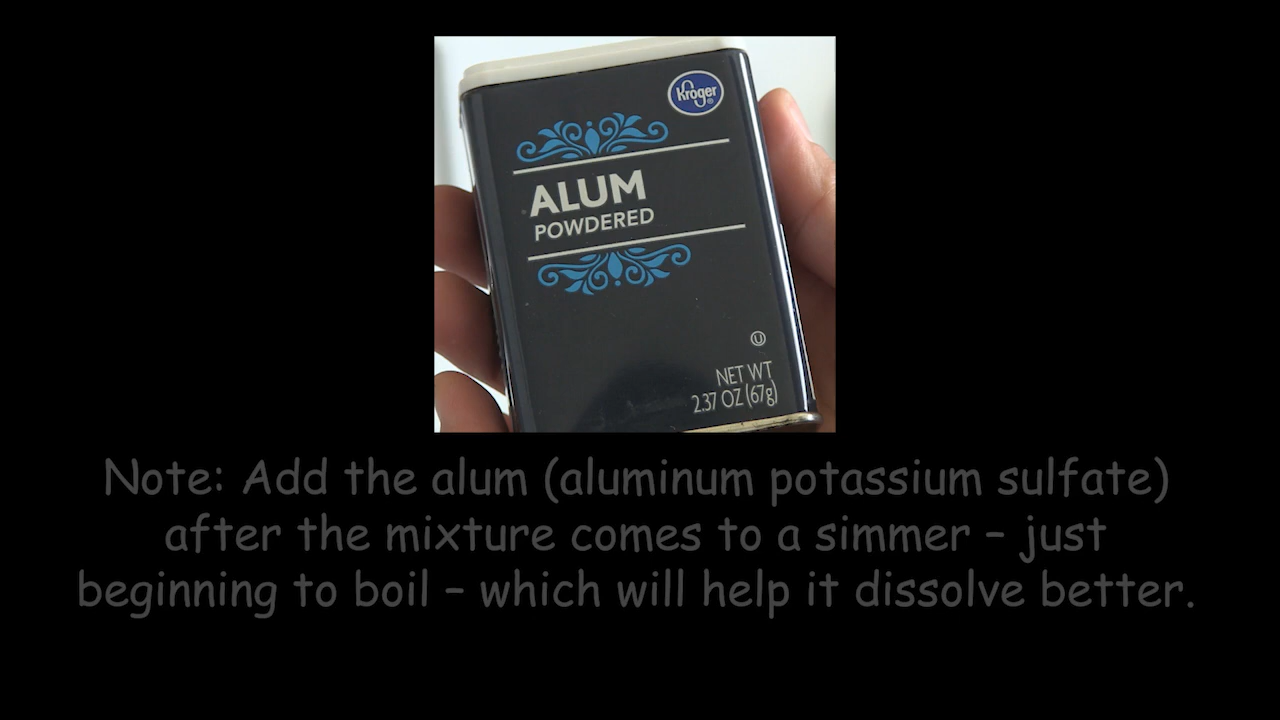 Kroger
ALUM
POWDERED
NET WT
2.37 OZ (67g)
Note: Add the alum (aluminum potassium sulfate)
after the mixture comes to a simmer – just
beginning to boil – which will help it dissolve better.